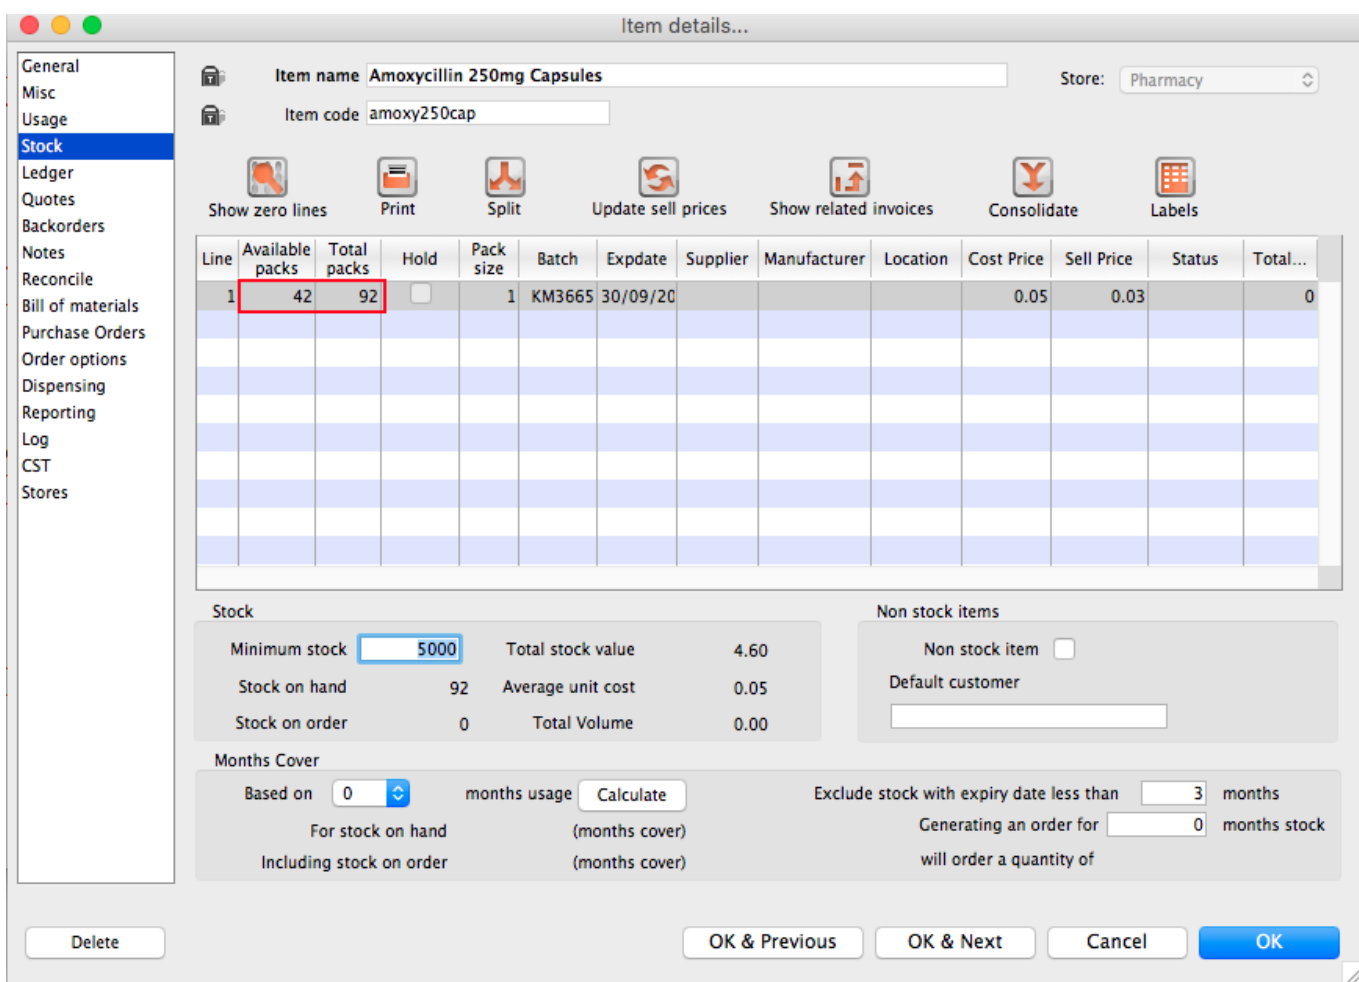 Item details...
General
Misc
Usage
Stock
Ledger
Quotes
Backorders
Notes
Reconcile
Bill of materials
Purchase Orders
Order options
Dispensing
Reporting
Log
CST
Stores
Item name Amoxycillin 250mg Capsules
Store: Pharmacy
Item code amoxy250cap
Show zero lines Print Split Update sell prices Show related invoices Consolidate Labels
Line Available packs Total packs Hold Pack size Batch Expdate Supplier Manufacturer Location Cost Price Sell Price Status Total...
1 42 92 1 KM3665 30/09/20 0.05 0.03 0
Stock
Minimum stock 5000 Total stock value 4.60
Stock on hand 92 Average unit cost 0.05
Stock on order 0 Total Volume 0.00
Non stock items
Non stock item
Default customer
Months Cover
Based on 0 months usage Calculate
For stock on hand (months cover)
Including stock on order (months cover)
Exclude stock with expiry date less than 3 months
Generating an order for 0 months stock
will order a quantity of
Delete OK & Previous OK & Next Cancel OK